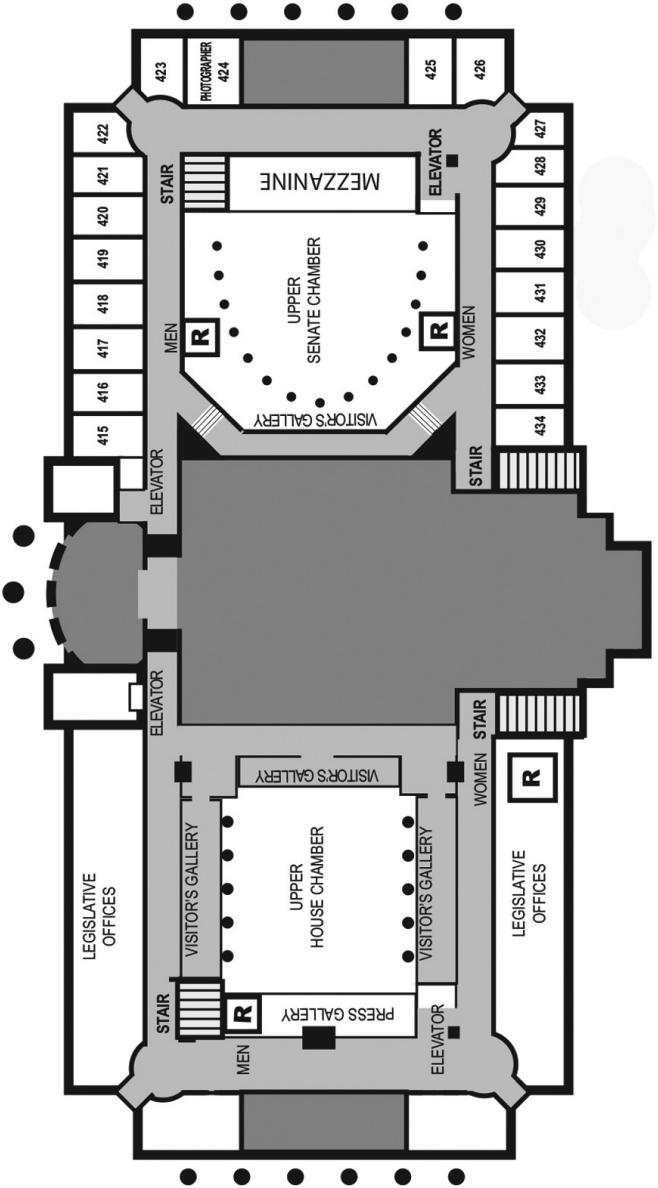 423
PHOTOGRAPHER
424
425
426
422
421
420
419
418
417
416
415
427
428
429
430
431
432
433
434
STAIR
MEZZANINE
ELEVATOR
UPPER
SENATE CHAMBER
MEN
R
R
WOMEN
VISITOR'S GALLERY
ELEVATOR
STAIR
ELEVATOR
STAIR
WOMEN
R
VISITOR'S GALLERY
VISITOR'S GALLERY
UPPER
HOUSE CHAMBER
VISITOR'S GALLERY
LEGISLATIVE
OFFICES
LEGISLATIVE
OFFICES
STAIR
R
PRESS GALLERY
MEN
ELEVATOR